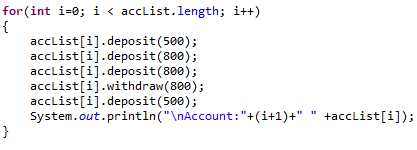 for(int i=0; i < accList.length; i++)
{
    accList[i].deposit(500);
    accList[i].deposit(800);
    accList[i].deposit(800);
    accList[i].withdraw(800);
    accList[i].deposit(500);
    System.out.println("\nAccount:"+(i+1)+" " +accList[i]);
}